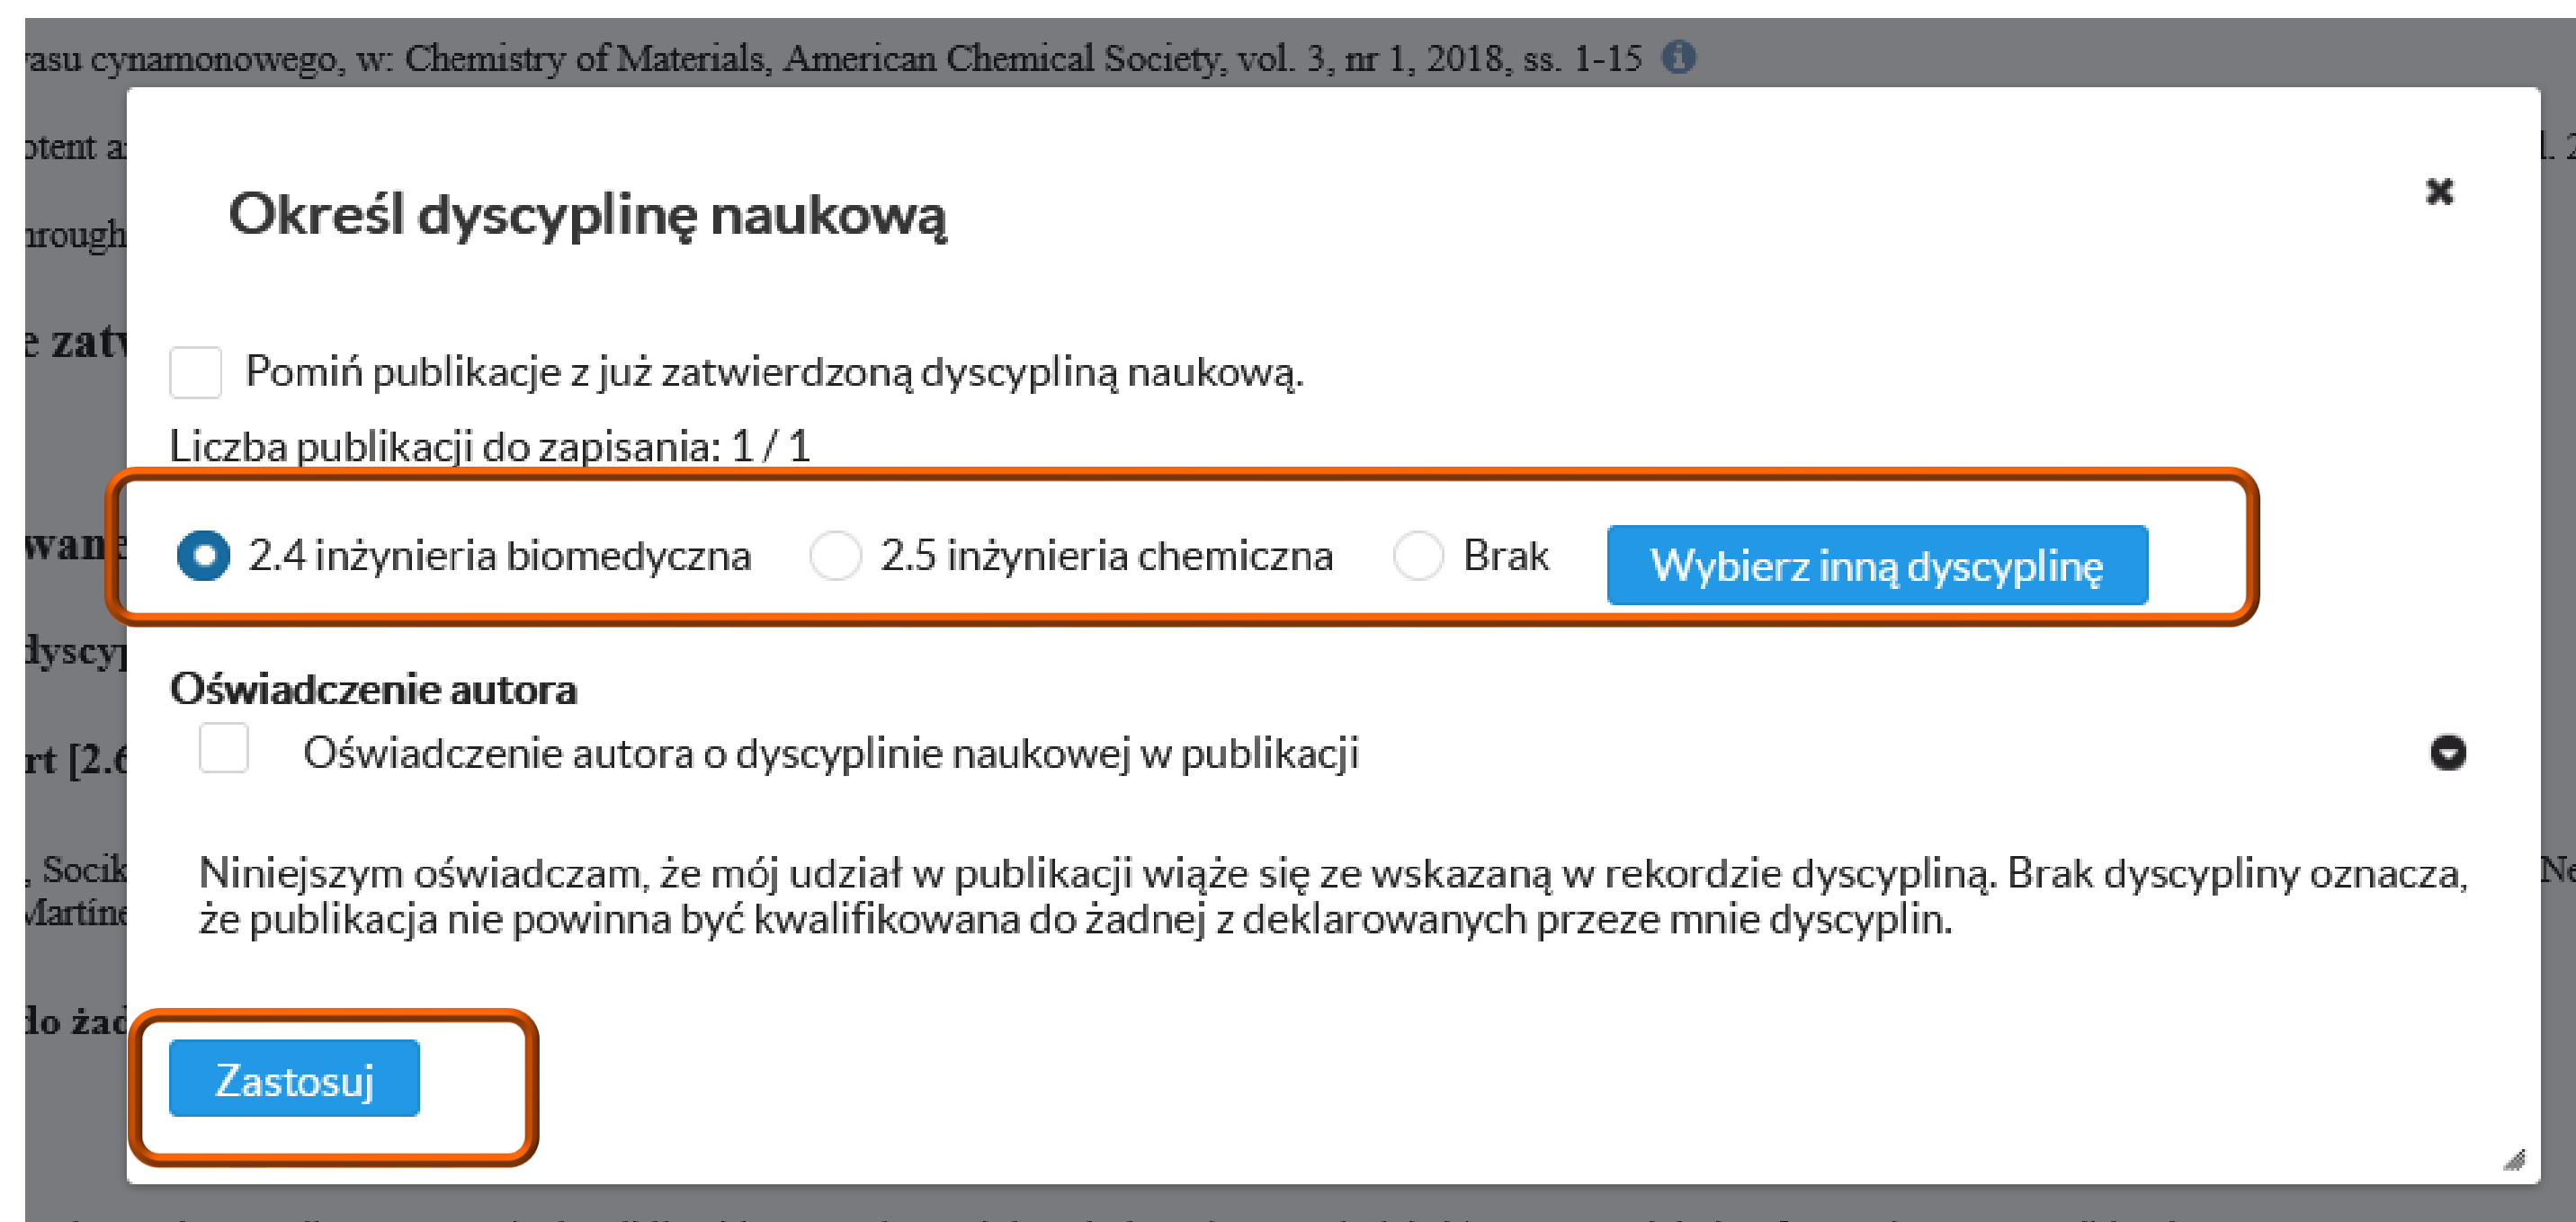 cynamonowego, w: Chemistry of Materials, American Chemical Society, vol. 3, nr 1, 2018, ss. 1-15
Określ dyscyplinę naukową
Pomiń publikacje z już zatwierdzoną dyscypliną naukową.
Liczba publikacji do zapisania: 1 / 1
2.4 inżynieria biomedyczna 2.5 inżynieria chemiczna Brak Wybierz inną dyscyplinę
Oświadczenie autora
Oświadczenie autora o dyscyplinie naukowej w publikacji
Niniejszym oświadczam, że mój udział w publikacji wiąże się ze wskazaną w rekordzie dyscypliną. Brak dyscypliny oznacza,
że publikacja nie powinna być kwalifikowana do żadnej z deklarowanych przeze mnie dyscyplin.
Zastosuj